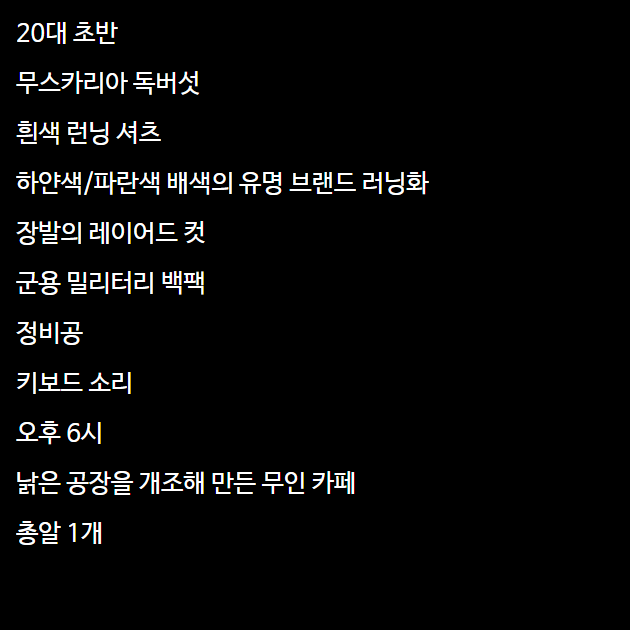 20대 초반
무스카리아 독버섯
흰색 런닝 셔츠
하얀색/파란색 배색의 유명 브랜드 러닝화
장발의 레이어드 컷
군용 밀리터리 백팩
정비공
키보드 소리
오후 6시
낡은 공장을 개조해 만든 무인 카페
총알 1개